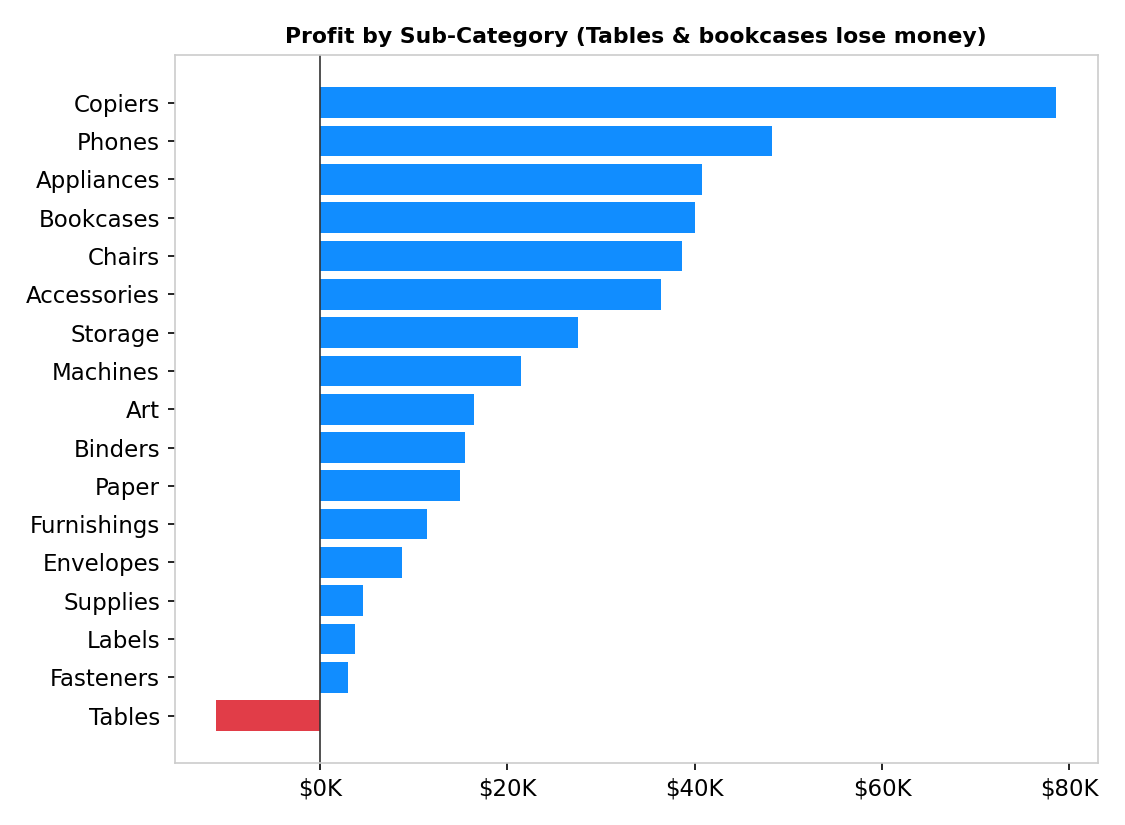 Profit by Sub-Category (Tables & bookcases lose money)
Copiers
Phones
Appliances
Bookcases
Chairs
Accessories
Storage
Machines
Art
Binders
Paper
Furnishings
Envelopes
Supplies
Labels
Fasteners
Tables
$0K $20K $40K $60K $80K